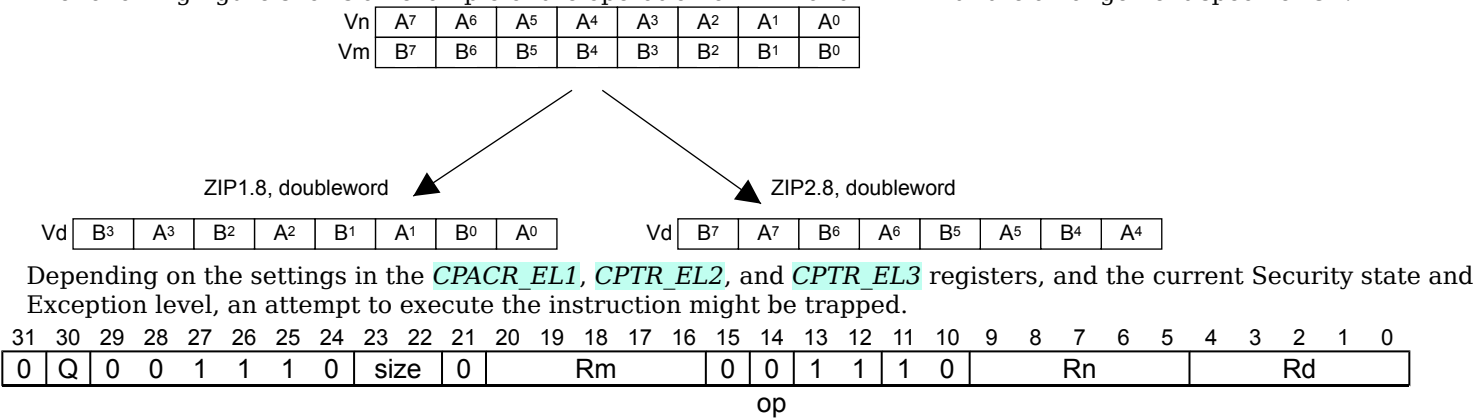 Vn A7 A6 A5 A4 A3 A2 A1 A0
Vm B7 B6 B5 B4 B3 B2 B1 B0
ZIP1.8, doubleword ZIP2.8, doubleword
Vd B3 A3 B2 A2 B1 A1 B0 A0 Vd B7 A7 B6 A6 B5 A5 B4 A4
Depending on the settings in the CPACR_EL1, CPTR_EL2, and CPTR_EL3 registers, and the current Security state and
Exception level, an attempt to execute the instruction might be trapped.
31 30 29 28 27 26 25 24 23 22 21 20 19 18 17 16 15 14 13 12 11 10 9 8 7 6 5 4 3 2 1 0
0 Q 0 0 1 1 1 0 size 0 Rm 0 0 1 1 1 0 Rn Rd
op